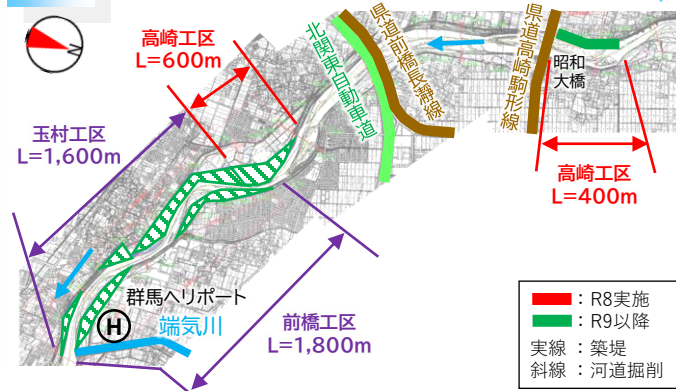 N
高崎工区
L=600m
北関東自動車道
県道前橋長瀞線
県道高崎駒形線
昭和
大橋
玉村工区
L=1,600m
高崎工区
L=400m
群馬ヘリポート
H
端気川
前橋工区
L=1,800m
：R8実施
：R9以降
実線 ：築堤
斜線 ：河道掘削